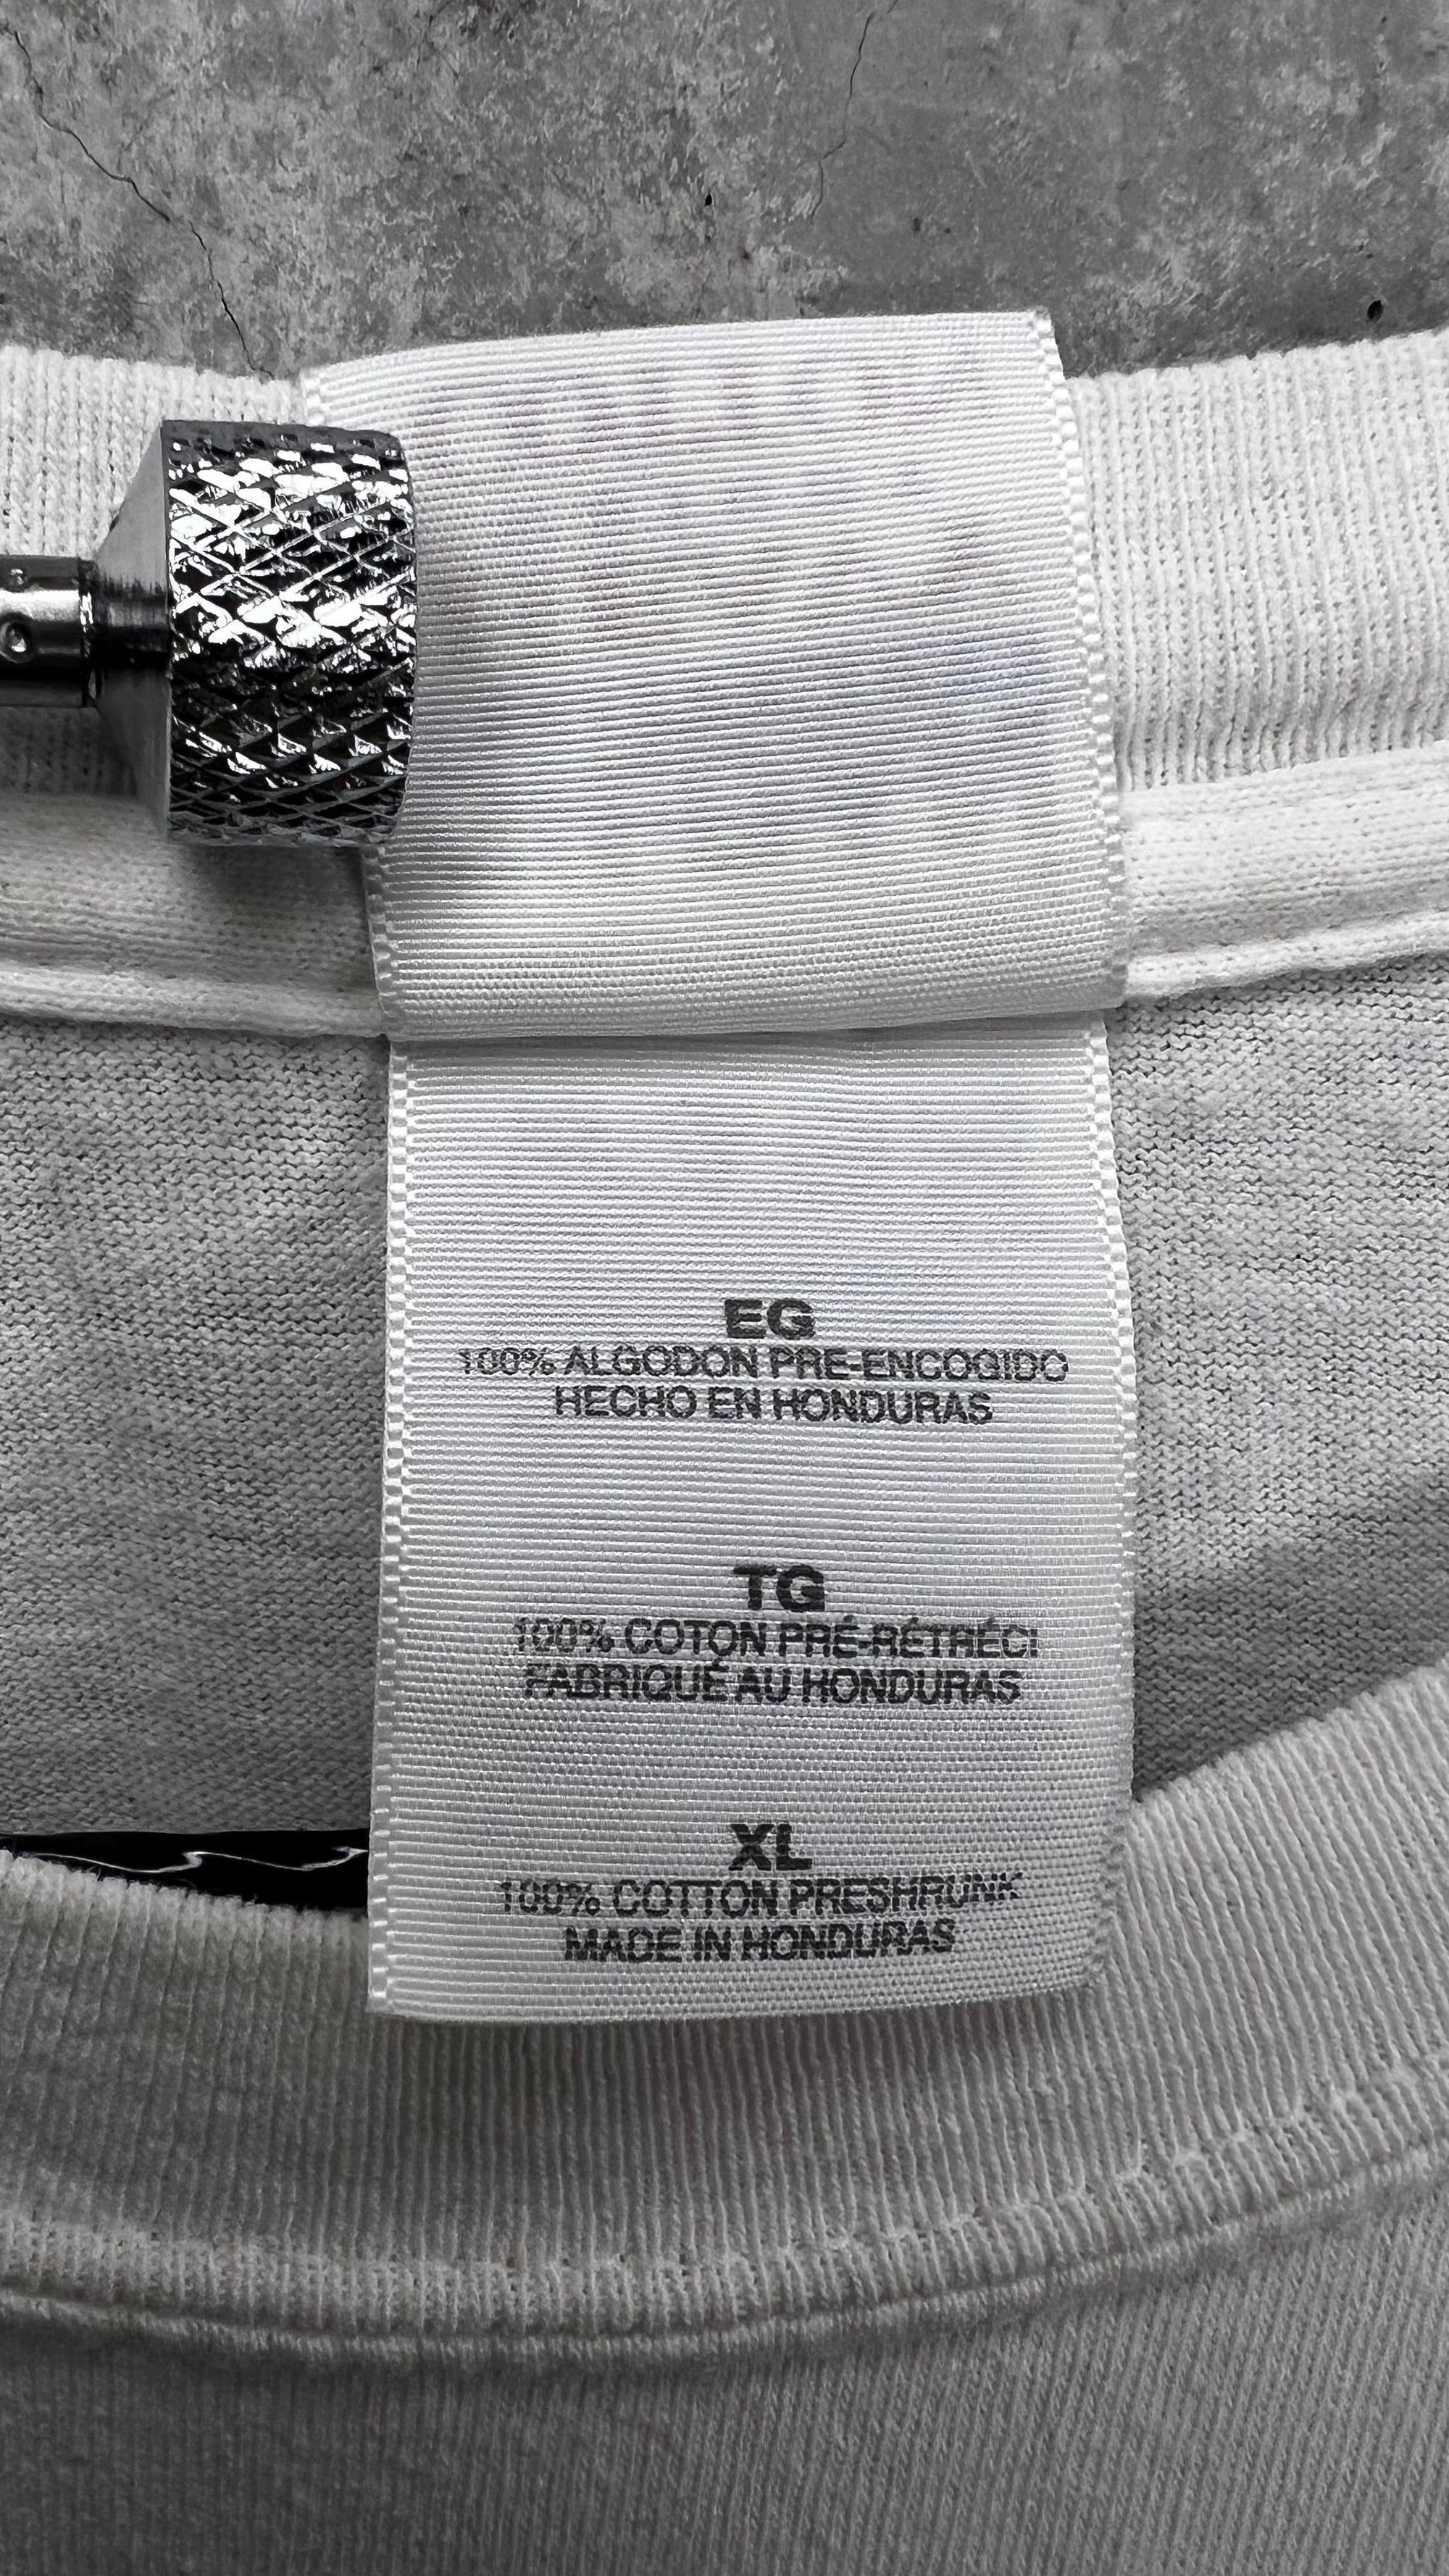 EG
100% ALGODON PRE-ENCOGIDO
HECHO EN HONDURAS
TG
100% COTON PRÉ-RÉTRÉCI
FABRIQUÉ AU HONDURAS
XL
100% COTTON PRESHRUNK
MADE IN HONDURAS